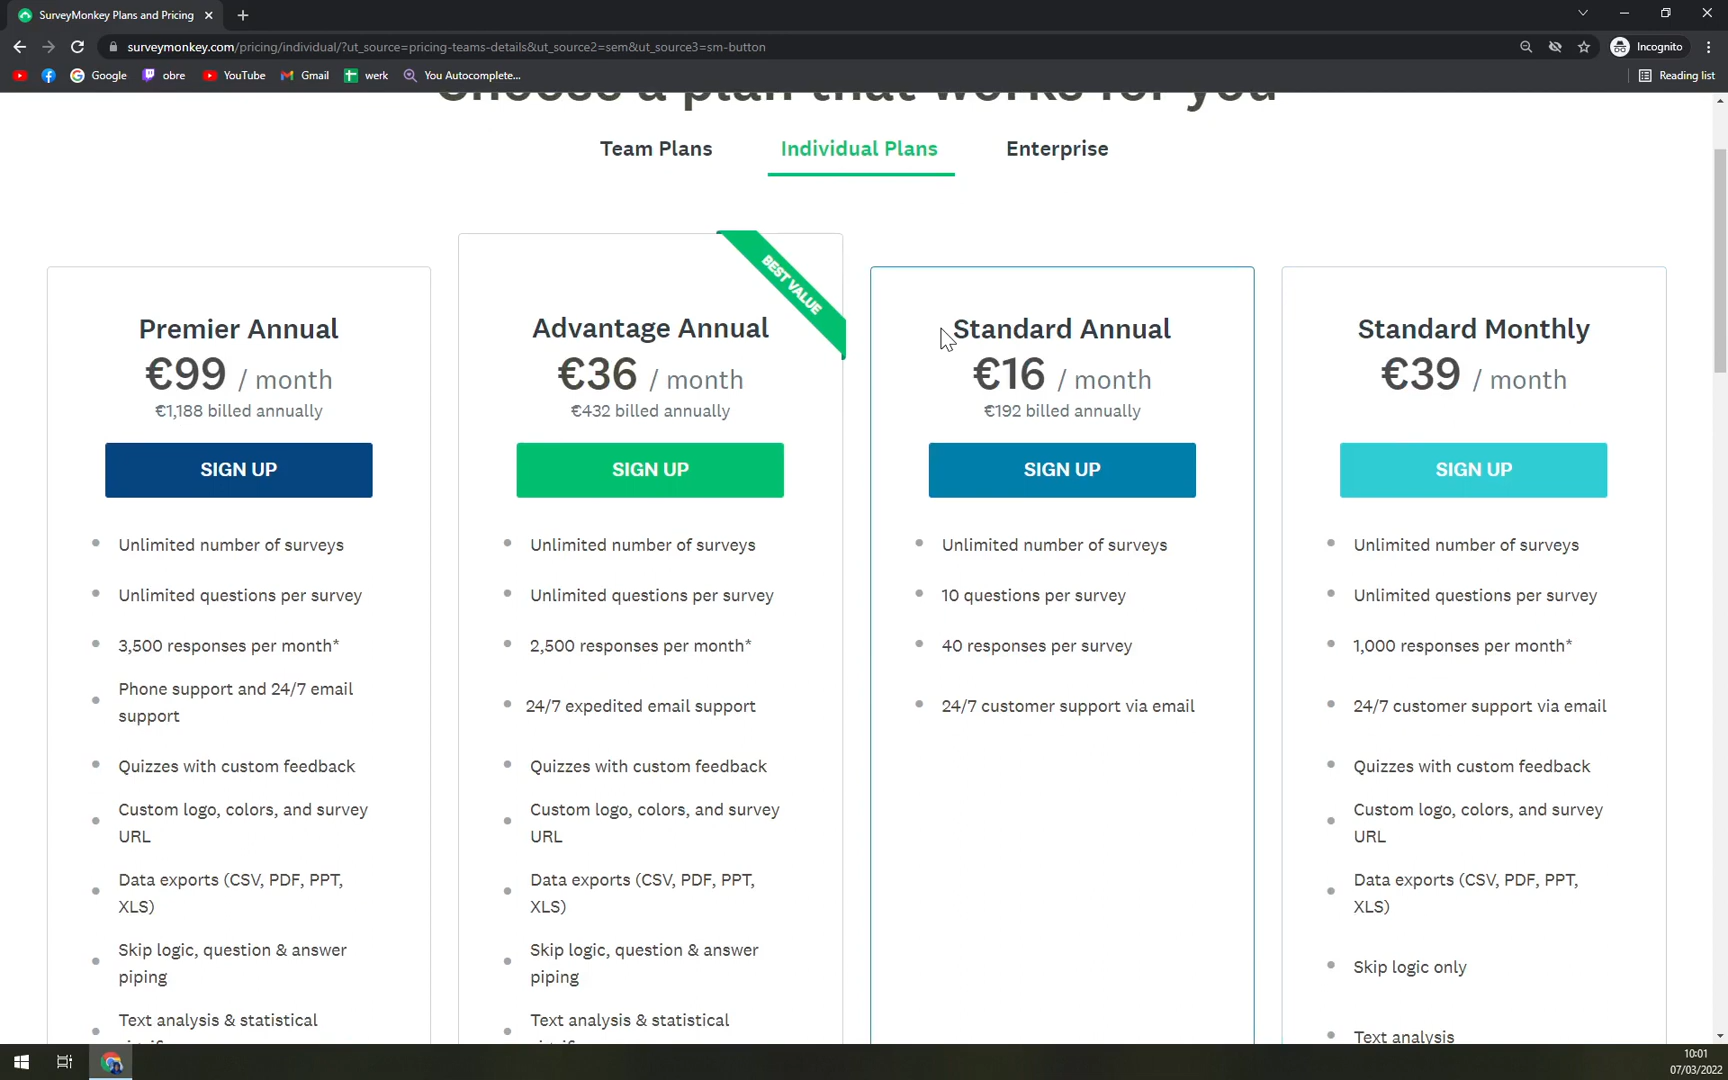 SurveyMonkey Plans and Pricing
surveymonkey.com/pricing/individual/?ut_source=pricing-teams-details&ut_source2=sem&ut_source3=sm-button
Incognito
Google
obre
YouTube
Gmail
werk
You Autocomplete...
Reading list
Choose a plan that works for you
Team Plans
Individual Plans
Enterprise
BEST VALUE
Premier Annual
€99 / month
€1,188 billed annually
SIGN UP
Unlimited number of surveys
Unlimited questions per survey
3,500 responses per month*
Phone support and 24/7 email
support
Quizzes with custom feedback
Custom logo, colors, and survey
URL
Data exports (CSV, PDF, PPT,
XLS)
Skip logic, question & answer
piping
Text analysis & statistical
Advantage Annual
€36 / month
€432 billed annually
SIGN UP
Unlimited number of surveys
Unlimited questions per survey
2,500 responses per month*
24/7 expedited email support
Quizzes with custom feedback
Custom logo, colors, and survey
URL
Data exports (CSV, PDF, PPT,
XLS)
Skip logic, question & answer
piping
Text analysis & statistical
Standard Annual
€16 / month
€192 billed annually
SIGN UP
Unlimited number of surveys
10 questions per survey
40 responses per survey
24/7 customer support via email
Standard Monthly
€39 / month
SIGN UP
Unlimited number of surveys
Unlimited questions per survey
1,000 responses per month*
24/7 customer support via email
Quizzes with custom feedback
Custom logo, colors, and survey
URL
Data exports (CSV, PDF, PPT,
XLS)
Skip logic only
Text analysis
10:01
07/03/2022